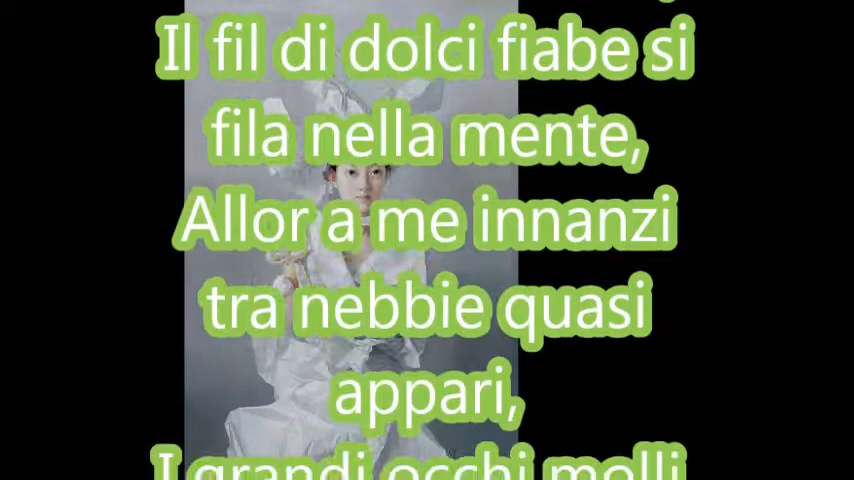 Il fil di dolci fiabe si
fila nella mente,
Allor a me innanzi
tra nebbie quasi
appari,
I grandi occhi molli